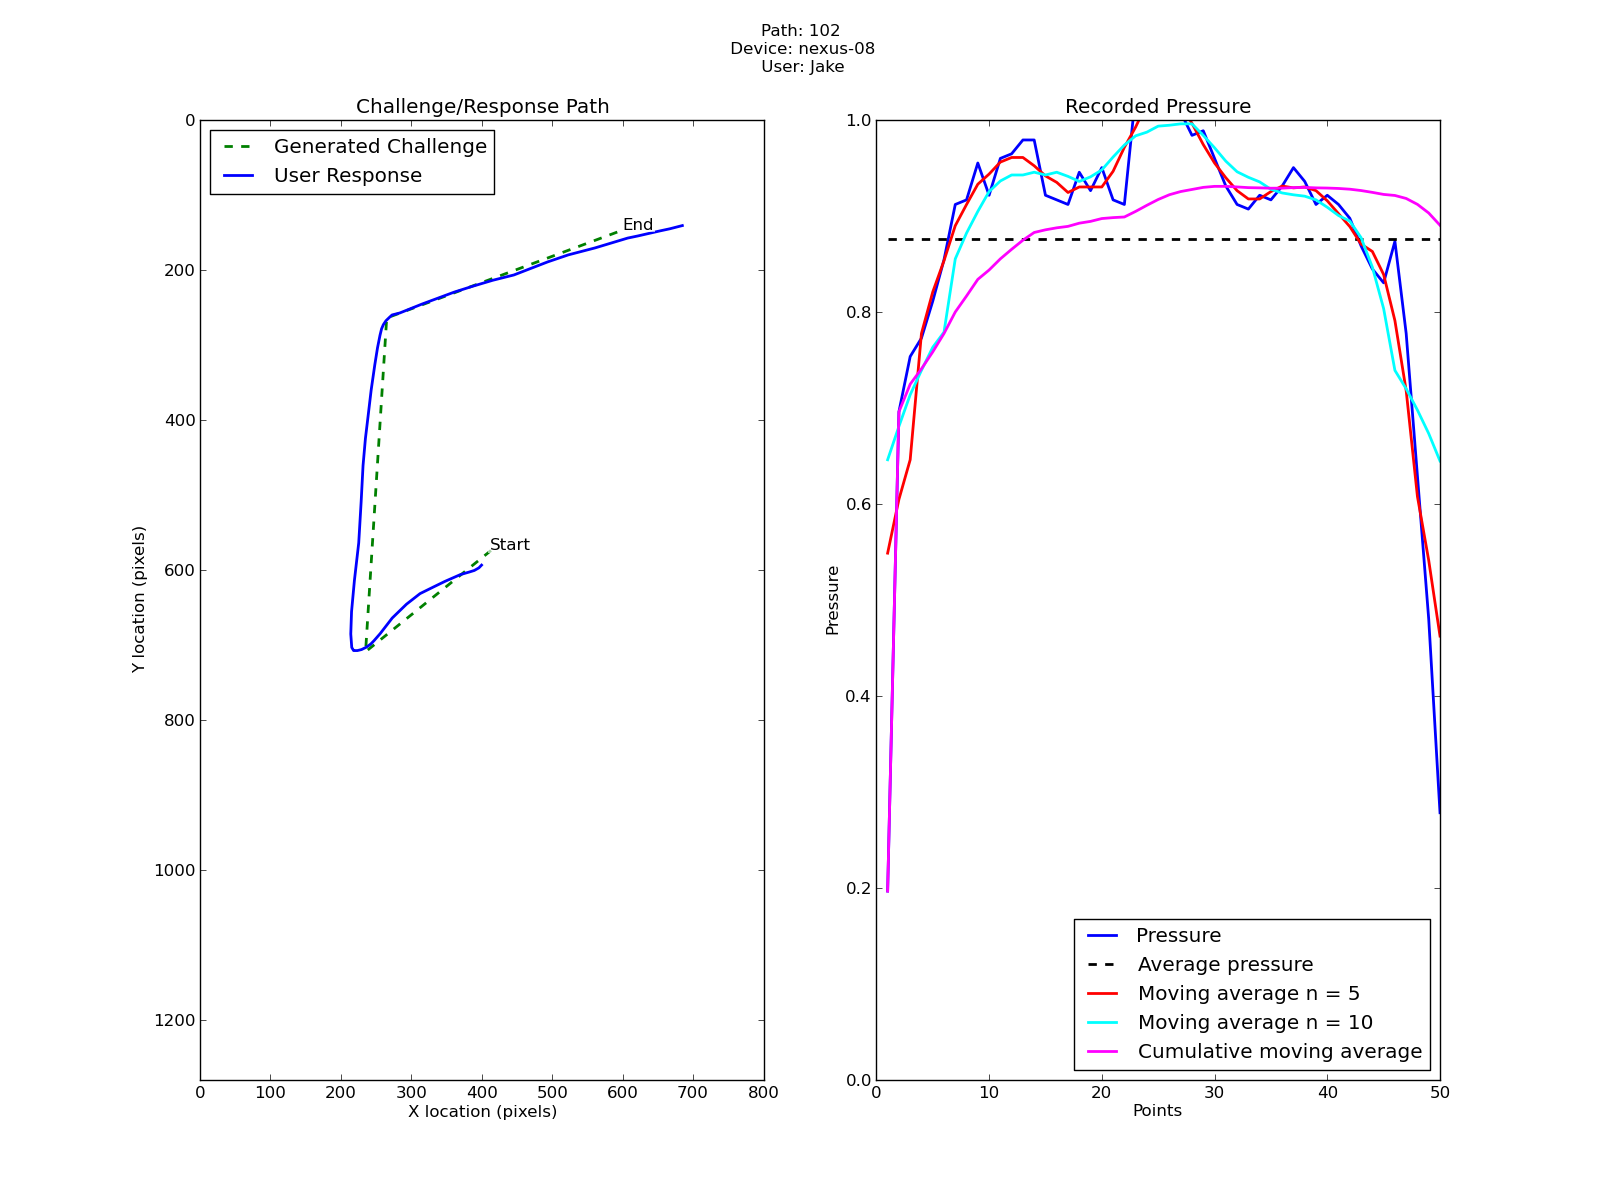 Path: 102
Device: nexus-08
User: Jake
Challenge/Response Path
Generated Challenge
User Response
End
Start
0
200
400
600
800
1000
1200
Y location (pixels)
0 100 200 300 400 500 600 700 800
X location (pixels)
Recorded Pressure
1.0
0.8
0.6
0.4
0.2
0.0
Pressure
Pressure
Average pressure
Moving average n = 5
Moving average n = 10
Cumulative moving average
0 10 20 30 40 50
Points